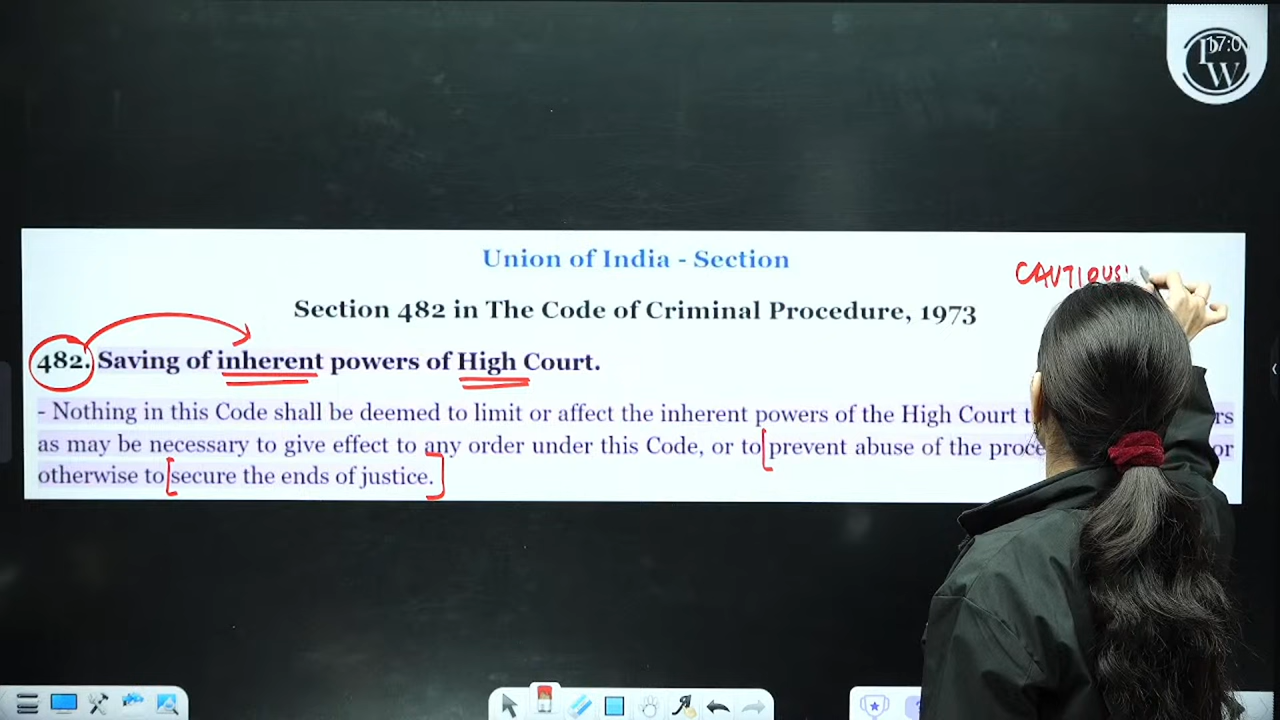 17:0
PW
Union of India - Section
CAUTIOUS
Section 482 in The Code of Criminal Procedure, 1973
482. Saving of inherent powers of High Court.
- Nothing in this Code shall be deemed to limit or affect the inherent powers of the High Court
as may be necessary to give effect to any order under this Code, or to prevent abuse of the or
otherwise to secure the ends of justice.